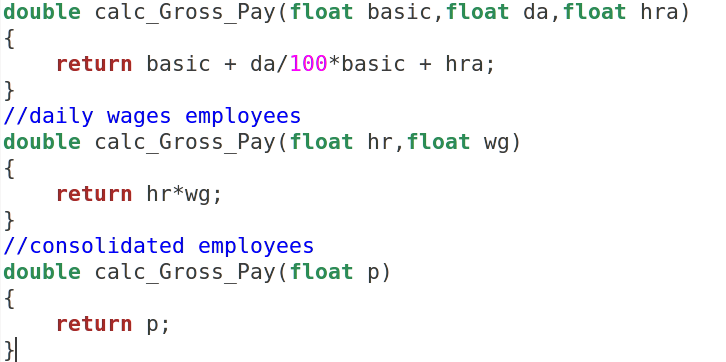 double calc_Gross_Pay(float basic,float da,float hra)
{
    return basic + da/100*basic + hra;
}
//daily wages employees
double calc_Gross_Pay(float hr,float wg)
{
    return hr*wg;
}
//consolidated employees
double calc_Gross_Pay(float p)
{
    return p;
}